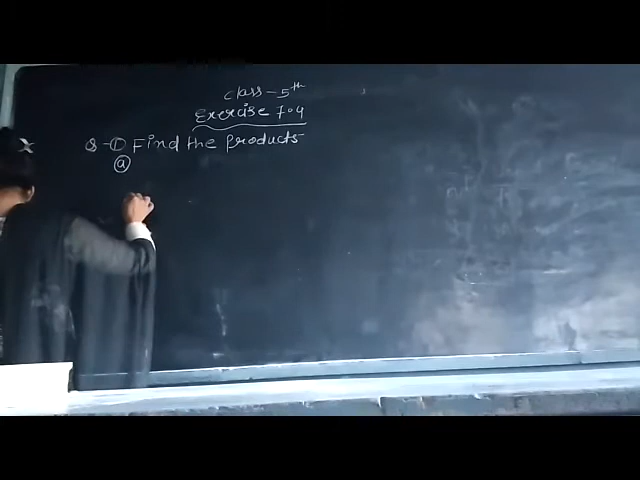 class - 5th
Exercise 7.4
Q-① Find the products
ⓐ